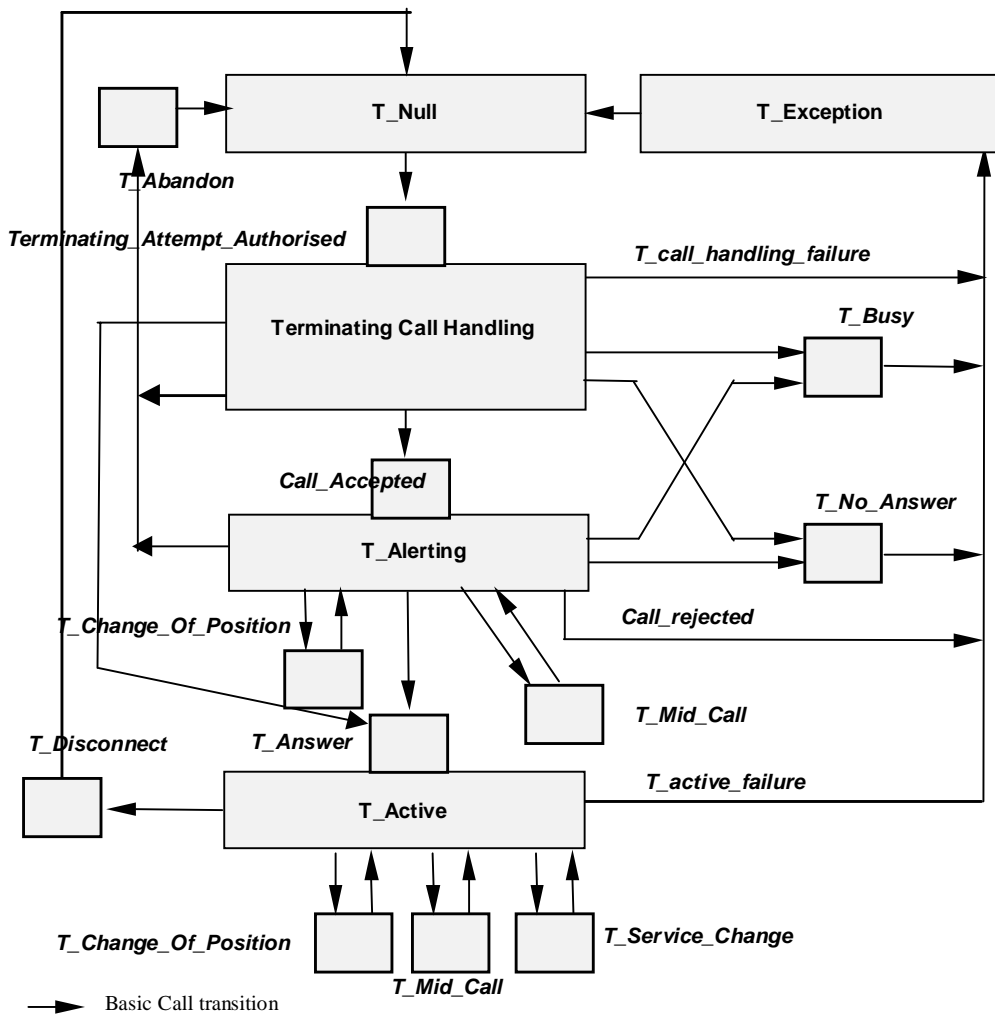 T_Null
T_Exception
T_Abandon
Terminating_Attempt_Authorised
T_call_handling_failure
Terminating Call Handling
T_Busy
Call_Accepted
T_No_Answer
T_Alerting
T_Change_Of_Position
Call_rejected
T_Mid_Call
T_Disconnect
T_Answer
T_active_failure
T_Active
T_Change_Of_Position
T_Service_Change
T_Mid_Call
Basic Call transition